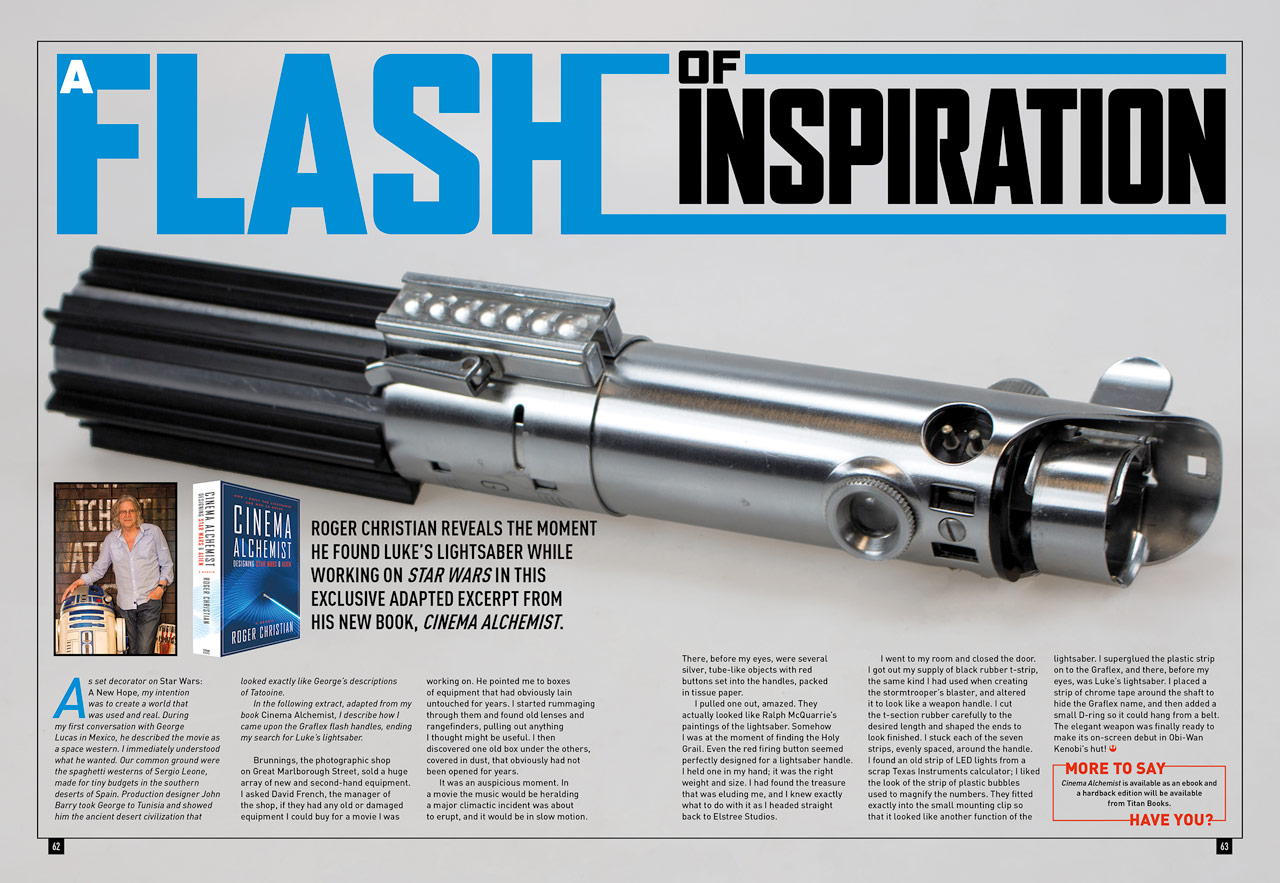 A
FLASH
OF
INSPIRATION
CINEMA ALCHEMIST
DESIGNING STAR WARS & ALIEN
ROGER CHRISTIAN
CINEMA
ALCHEMIST
DESIGNING STAR WARS & ALIEN
A MEMOIR
ROGER CHRISTIAN
ROGER CHRISTIAN REVEALS THE MOMENT
HE FOUND LUKE'S LIGHTSABER WHILE
WORKING ON STAR WARS IN THIS
EXCLUSIVE ADAPTED EXCERPT FROM
HIS NEW BOOK, CINEMA ALCHEMIST.
As set decorator on Star Wars:
A New Hope, my intention
was to create a world that
was used and real. During
my first conversation with George
Lucas in Mexico, he described the movie as
a space western. I immediately understood
what he wanted. Our common ground were
the spaghetti westerns of Sergio Leone,
made for tiny budgets in the southern
deserts of Spain. Production designer John
Barry took George to Tunisia and showed
him the ancient desert civilization that
looked exactly like George's descriptions
of Tatooine.
In the following extract, adapted from my
book Cinema Alchemist, I describe how I
came upon the Graflex flash handles, ending
my search for Luke's lightsaber.
Brunnings, the photographic shop
on Great Marlborough Street, sold a huge
array of new and second-hand equipment.
I asked David French, the manager of
the shop, if they had any old or damaged
equipment I could buy for a movie I was
working on. He pointed me to boxes
of equipment that had obviously lain
untouched for years. I started rummaging
through them and found old lenses and
rangefinders, pulling out anything
I thought might be useful. I then
discovered one old box under the others,
covered in dust, that obviously had not
been opened for years.
It was an auspicious moment. In
a movie the music would be heralding
a major climactic incident was about
to erupt, and it would be in slow motion.
There, before my eyes, were several
silver, tube-like objects with red
buttons set into the handles, packed
in tissue paper.
I pulled one out, amazed. They
actually looked like Ralph McQuarrie's
paintings of the lightsaber. Somehow
I was at the moment of finding the Holy
Grail. Even the red firing button seemed
perfectly designed for a lightsaber handle.
I held one in my hand; it was the right
weight and size. I had found the treasure
that was eluding me, and I knew exactly
what to do with it as I headed straight
back to Elstree Studios.
I went to my room and closed the door.
I got out my supply of black rubber t-strip,
the same kind I had used when creating
the stormtrooper's blaster, and altered
it to look like a weapon handle. I cut
the t-section rubber carefully to the
desired length and shaped the ends to
look finished. I stuck each of the seven
strips, evenly spaced, around the handle.
I found an old strip of LED lights from a
scrap Texas Instruments calculator; I liked
the look of the strip of plastic bubbles
used to magnify the numbers. They fitted
exactly into the small mounting clip so
that it looked like another function of the
lightsaber. I superglued the plastic strip
on to the Graflex, and there, before my
eyes, was Luke's lightsaber. I placed a
strip of chrome tape around the shaft to
hide the Graflex name, and then added a
small D-ring so it could hang from a belt.
The elegant weapon was finally ready to
make its on-screen debut in Obi-Wan
Kenobi's hut!
MORE TO SAY
Cinema Alchemist is available as an ebook and
a hardback edition will be available
from Titan Books.
HAVE YOU?
62
63